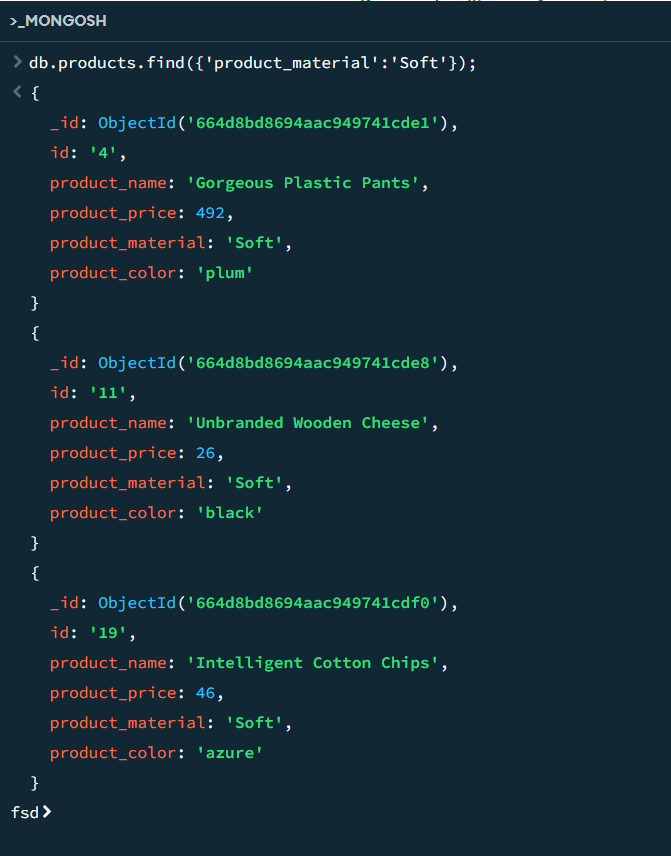 >_MONGOSH
> db.products.find({'product_material':'Soft'});
< {
_id: ObjectId('664d8bd8694aac949741cde1'),
id: '4',
product_name: 'Gorgeous Plastic Pants',
product_price: 492,
product_material: 'Soft',
product_color: 'plum'
}
{
_id: ObjectId('664d8bd8694aac949741cde8'),
id: '11',
product_name: 'Unbranded Wooden Cheese',
product_price: 26,
product_material: 'Soft',
product_color: 'black'
}
{
_id: ObjectId('664d8bd8694aac949741cdf0'),
id: '19',
product_name: 'Intelligent Cotton Chips',
product_price: 46,
product_material: 'Soft',
product_color: 'azure'
}
fsd>